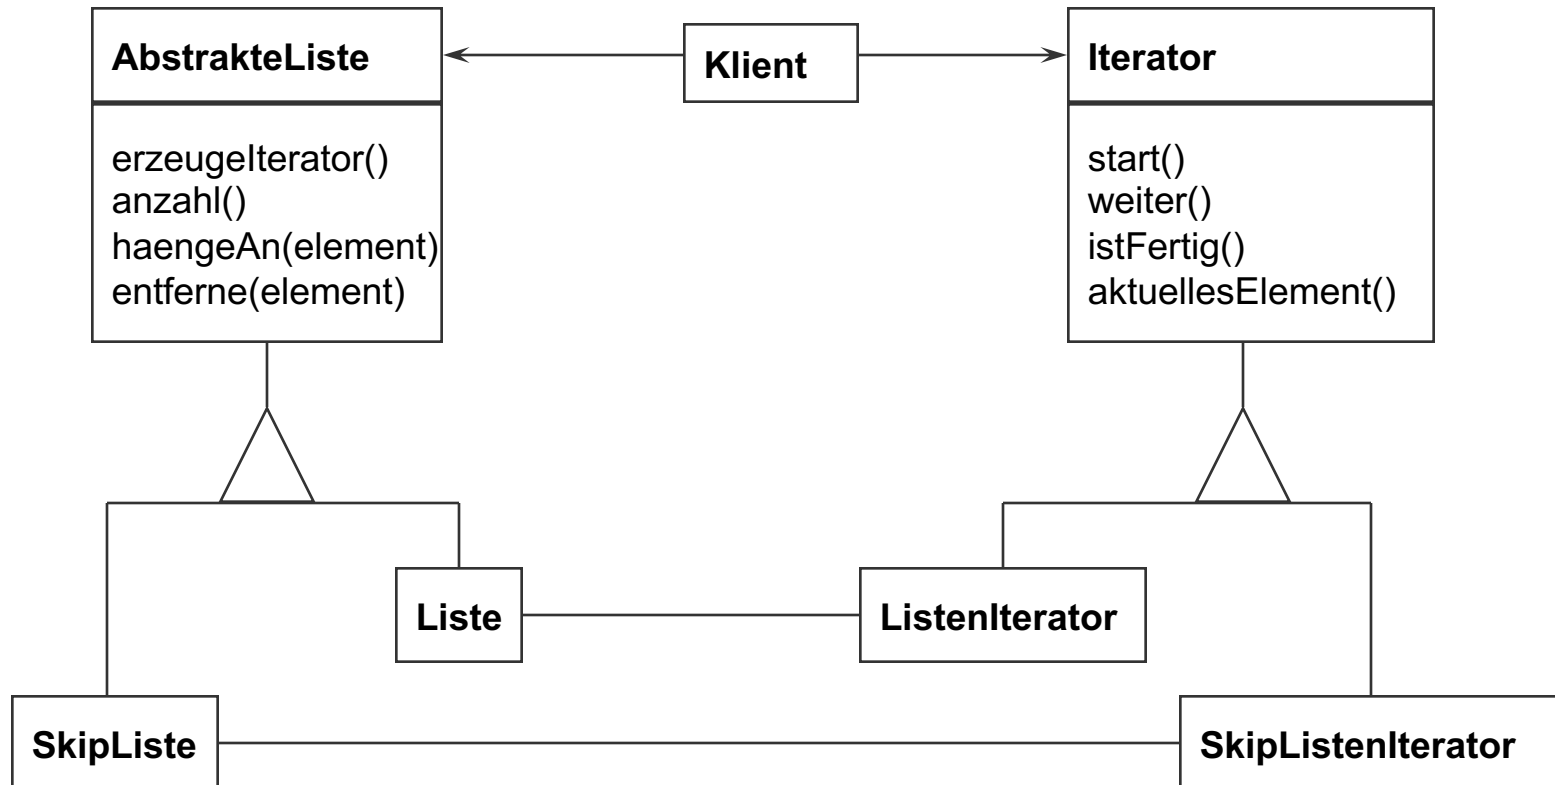 AbstrakteListe
erzeugeIterator()
anzahl()
haengeAn(element)
entferne(element)
Klient
Iterator
start()
weiter()
istFertig()
aktuellesElement()
Liste
ListenIterator
SkipListe
SkipListenIterator